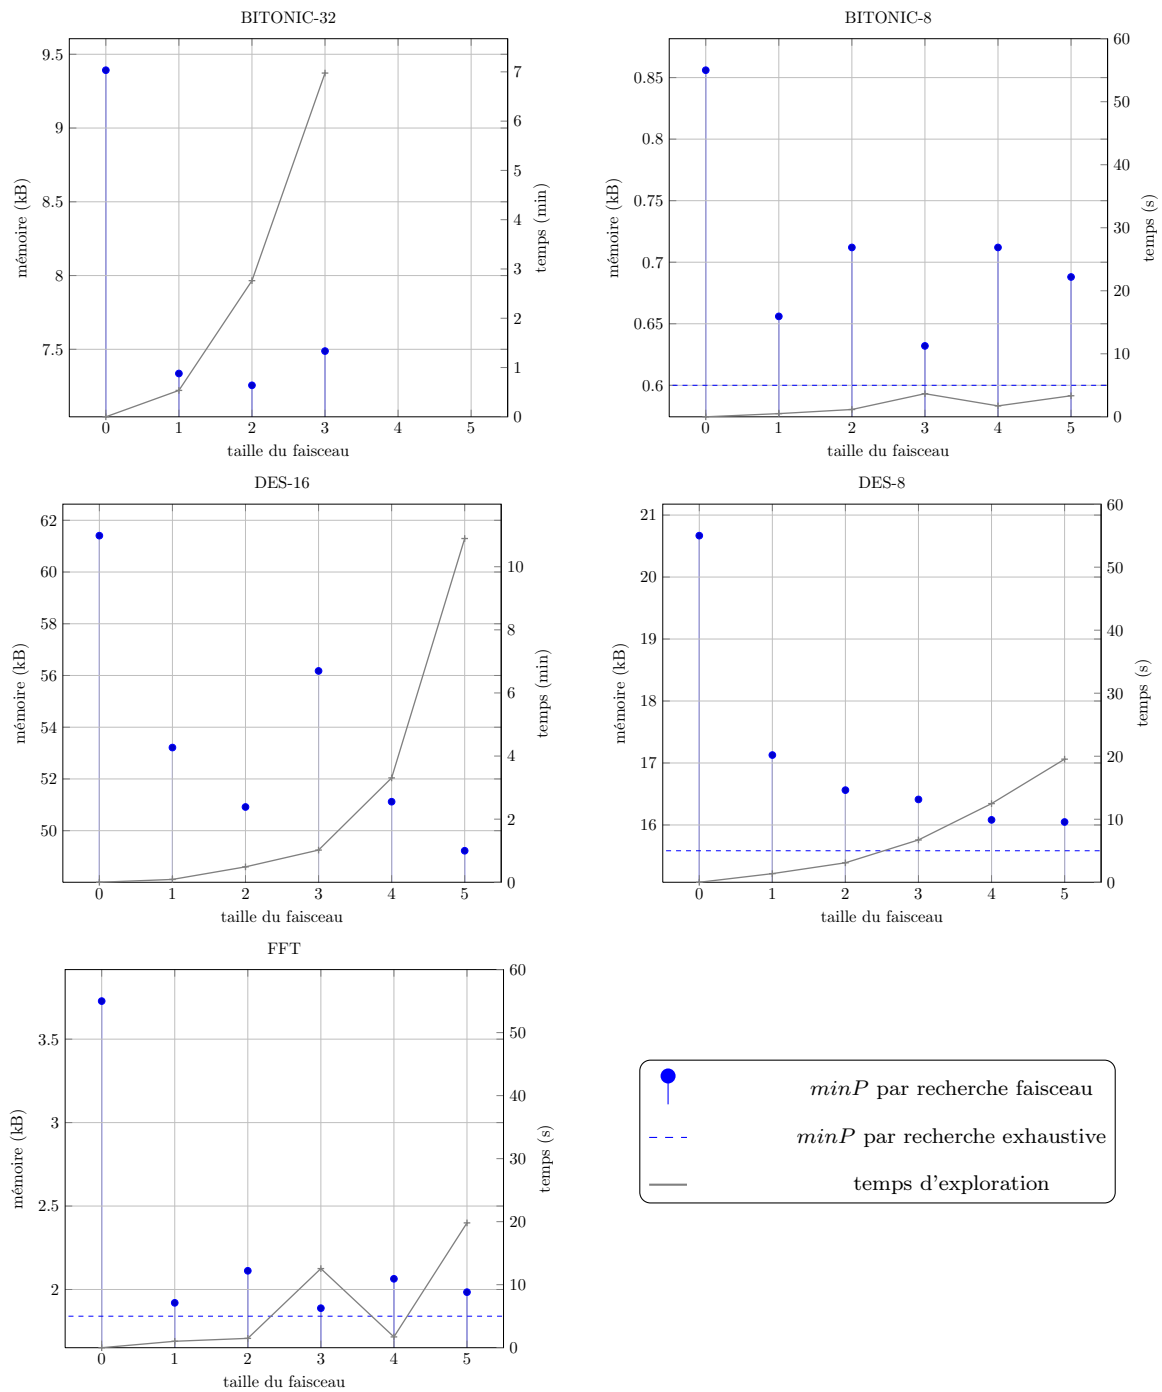 BITONIC-32
9.5
9
8.5
8
7.5
mémoire (kB)
7
6
5
4
3
2
1
0
temps (min)
0 1 2 3 4 5
taille du faisceau
BITONIC-8
0.85
0.8
0.75
0.7
0.65
0.6
mémoire (kB)
60
50
40
30
20
10
0
temps (s)
0 1 2 3 4 5
taille du faisceau
DES-16
62
60
58
56
54
52
50
mémoire (kB)
10
8
6
4
2
0
temps (min)
0 1 2 3 4 5
taille du faisceau
DES-8
21
20
19
18
17
16
mémoire (kB)
60
50
40
30
20
10
0
temps (s)
0 1 2 3 4 5
taille du faisceau
FFT
3.5
3
2.5
2
mémoire (kB)
60
50
40
30
20
10
0
temps (s)
0 1 2 3 4 5
taille du faisceau
minP par recherche faisceau
minP par recherche exhaustive
temps d'exploration